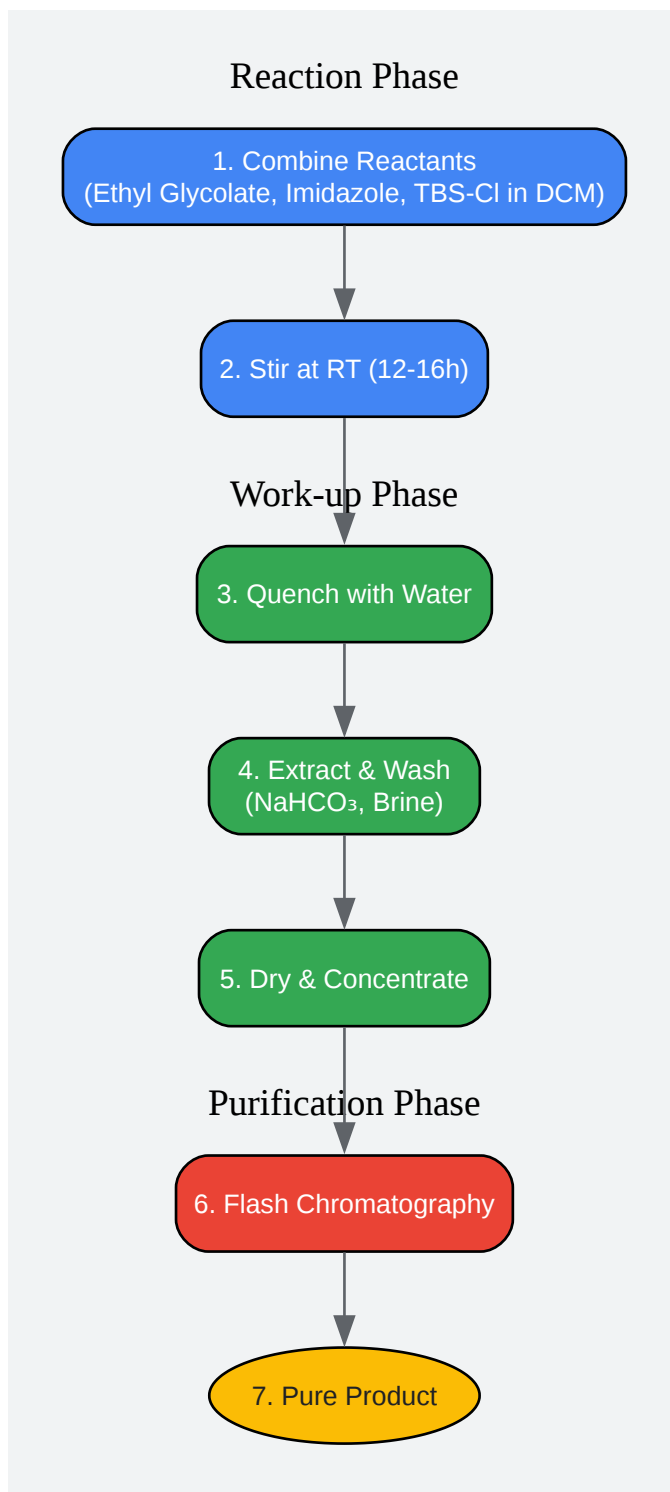 Reaction Phase
1. Combine Reactants
(Ethyl Glycolate, Imidazole, TBS-Cl in DCM)
2. Stir at RT (12-16h)
Work-up Phase
3. Quench with Water
4. Extract & Wash
(NaHCO₃, Brine)
5. Dry & Concentrate
Purification Phase
6. Flash Chromatography
7. Pure Product